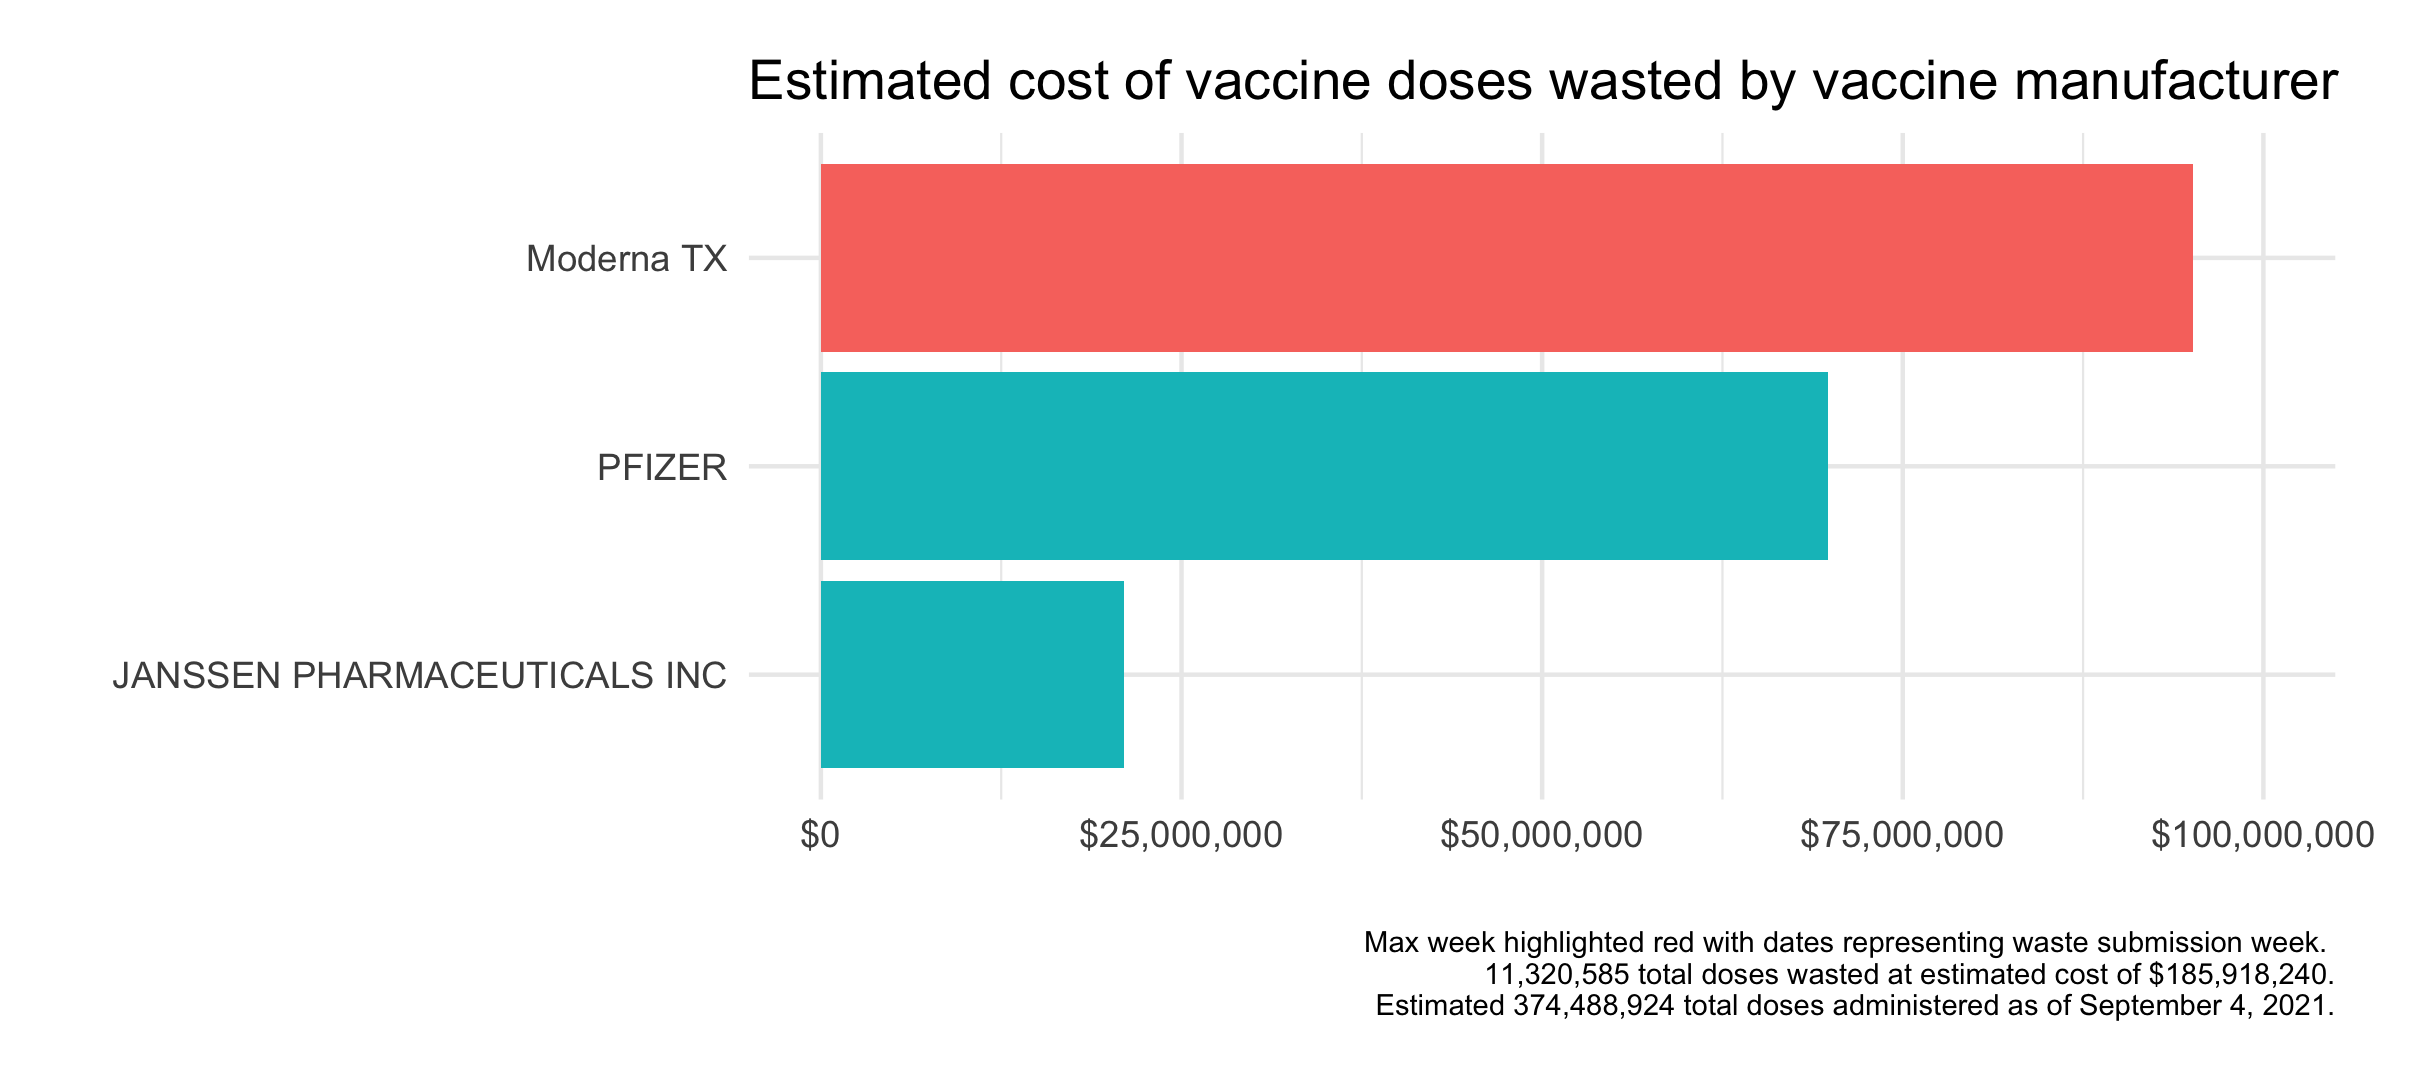 Estimated cost of vaccine doses wasted by vaccine manufacturer
Moderna TX
PFIZER
JANSSEN PHARMACEUTICALS INC
$0 $25,000,000 $50,000,000 $75,000,000 $100,000,000
Max week highlighted red with dates representing waste submission week.
11,320,585 total doses wasted at estimated cost of $185,918,240.
Estimated 374,488,924 total doses administered as of September 4, 2021.